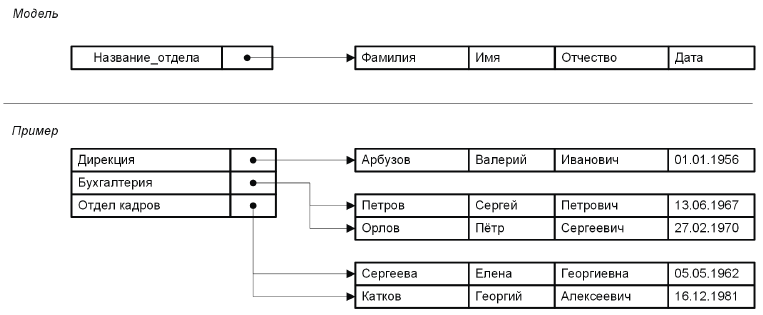 Модель
Название_отдела Фамилия Имя Отчество Дата
Пример
Дирекция Арбузов Валерий Иванович 01.01.1956
Бухгалтерия
Отдел кадров Петров Сергей Петрович 13.06.1967
Орлов Пётр Сергеевич 27.02.1970
Сергеева Елена Георгиевна 05.05.1962
Катков Георгий Алексеевич 16.12.1981